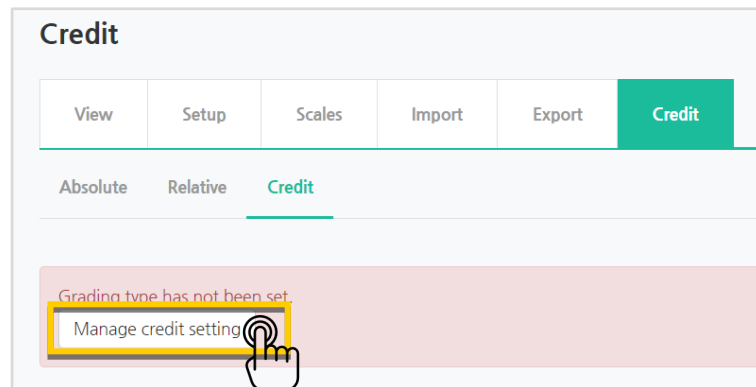 Credit
View Setup Scales Import Export Credit
Absolute Relative Credit
Grading type has not been set.
Manage credit setting